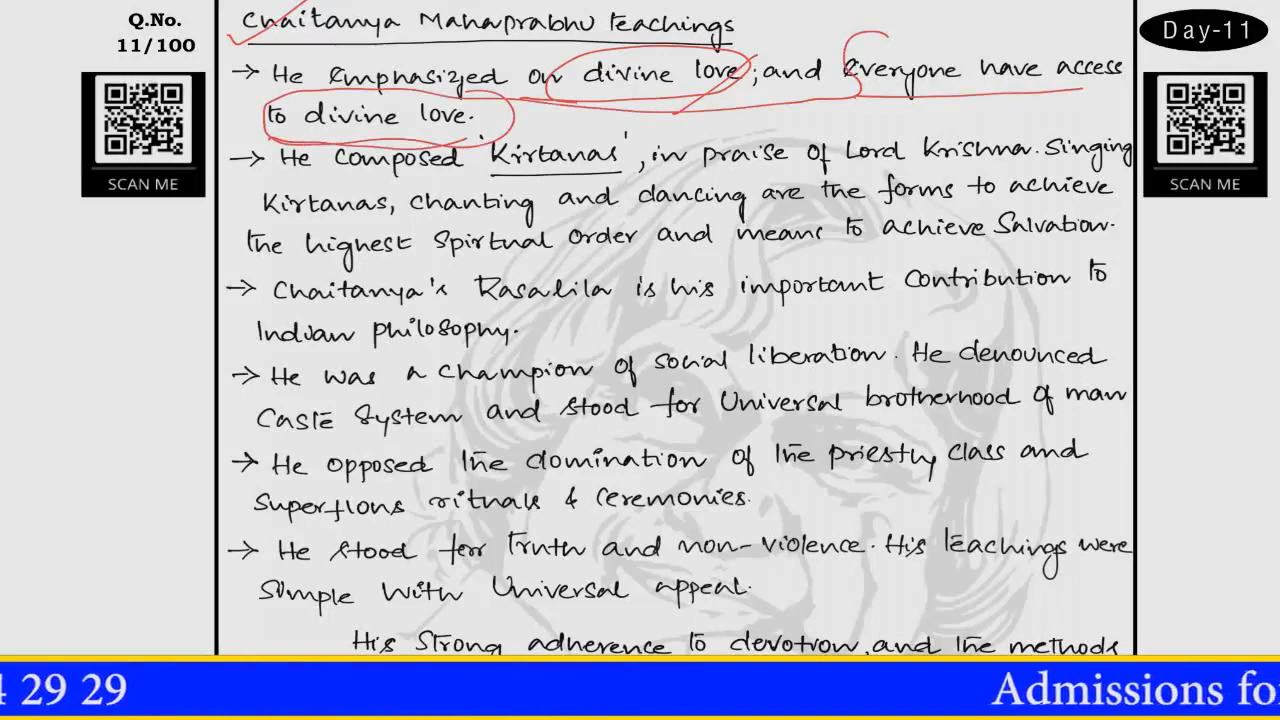 Q.No.
11/100
SCAN ME
Chaitanya Mahaprabhu teachings
→ He emphasized on divine love, and everyone have access
to divine love.
→ He composed 'Kirtanas', in praise of Lord Krishna. Singing
Kirtanas, chanting and dancing are the forms to achieve
the highest spirtual order and means to achieve Salvation.
→ Chaitanya's Rasalila is his important contribution to
Indian philosophy.
→ He was a champion of social liberation. He denounced
Caste system and stood for Universal brotherhood of man
→ He opposed the domination of the priestly class and
superflous rituals & ceremonies.
→ He stood for truth and non-violence. His teachings were
simple with Universal appeal.
His strong adherence to devotion, and the methods
Day-11
SCAN ME
4 29 29
Admissions fo